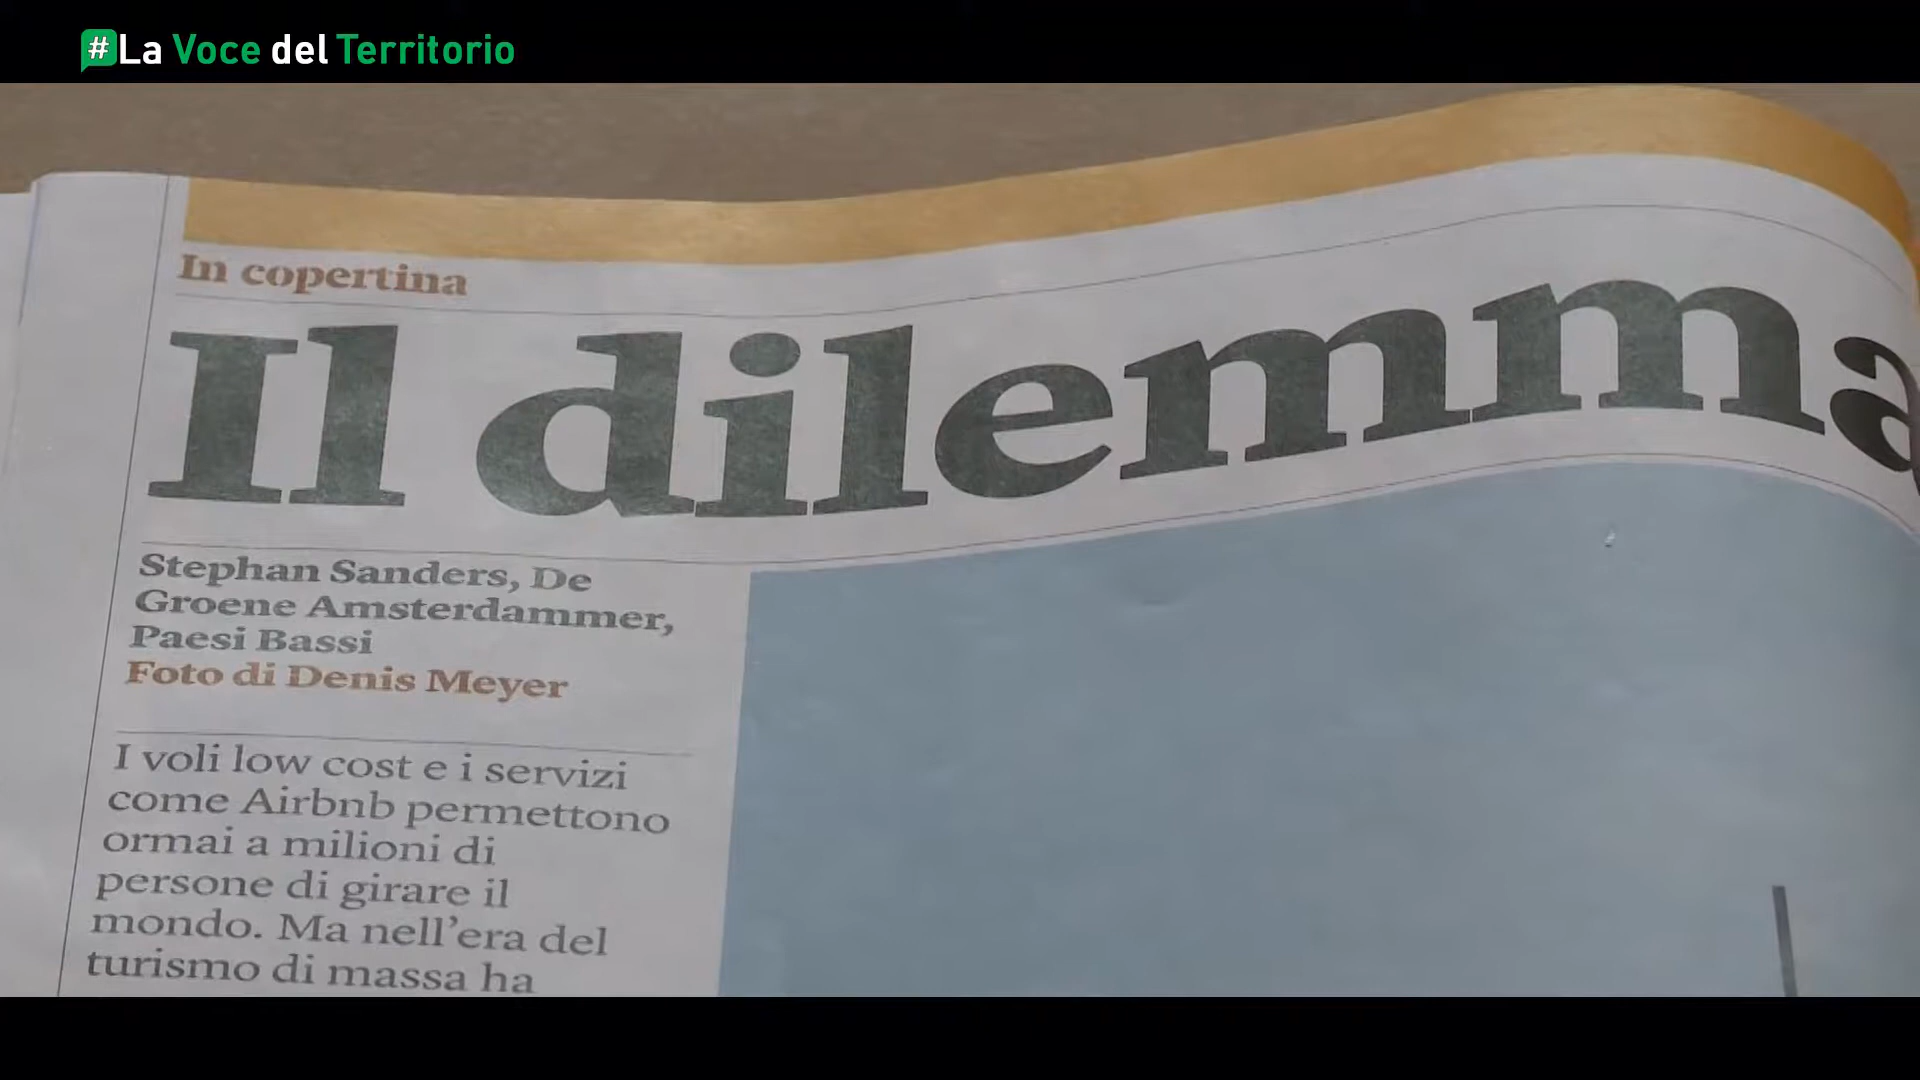 #La Voce del Territorio
In copertina
Il dilemma
Stephan Sanders, De
Groene Amsterdammer,
Paesi Bassi
Foto di Denis Meyer
I voli low cost e i servizi
come Airbnb permettono
ormai a milioni di
persone di girare il
mondo. Ma nell'era del
turismo di massa ha